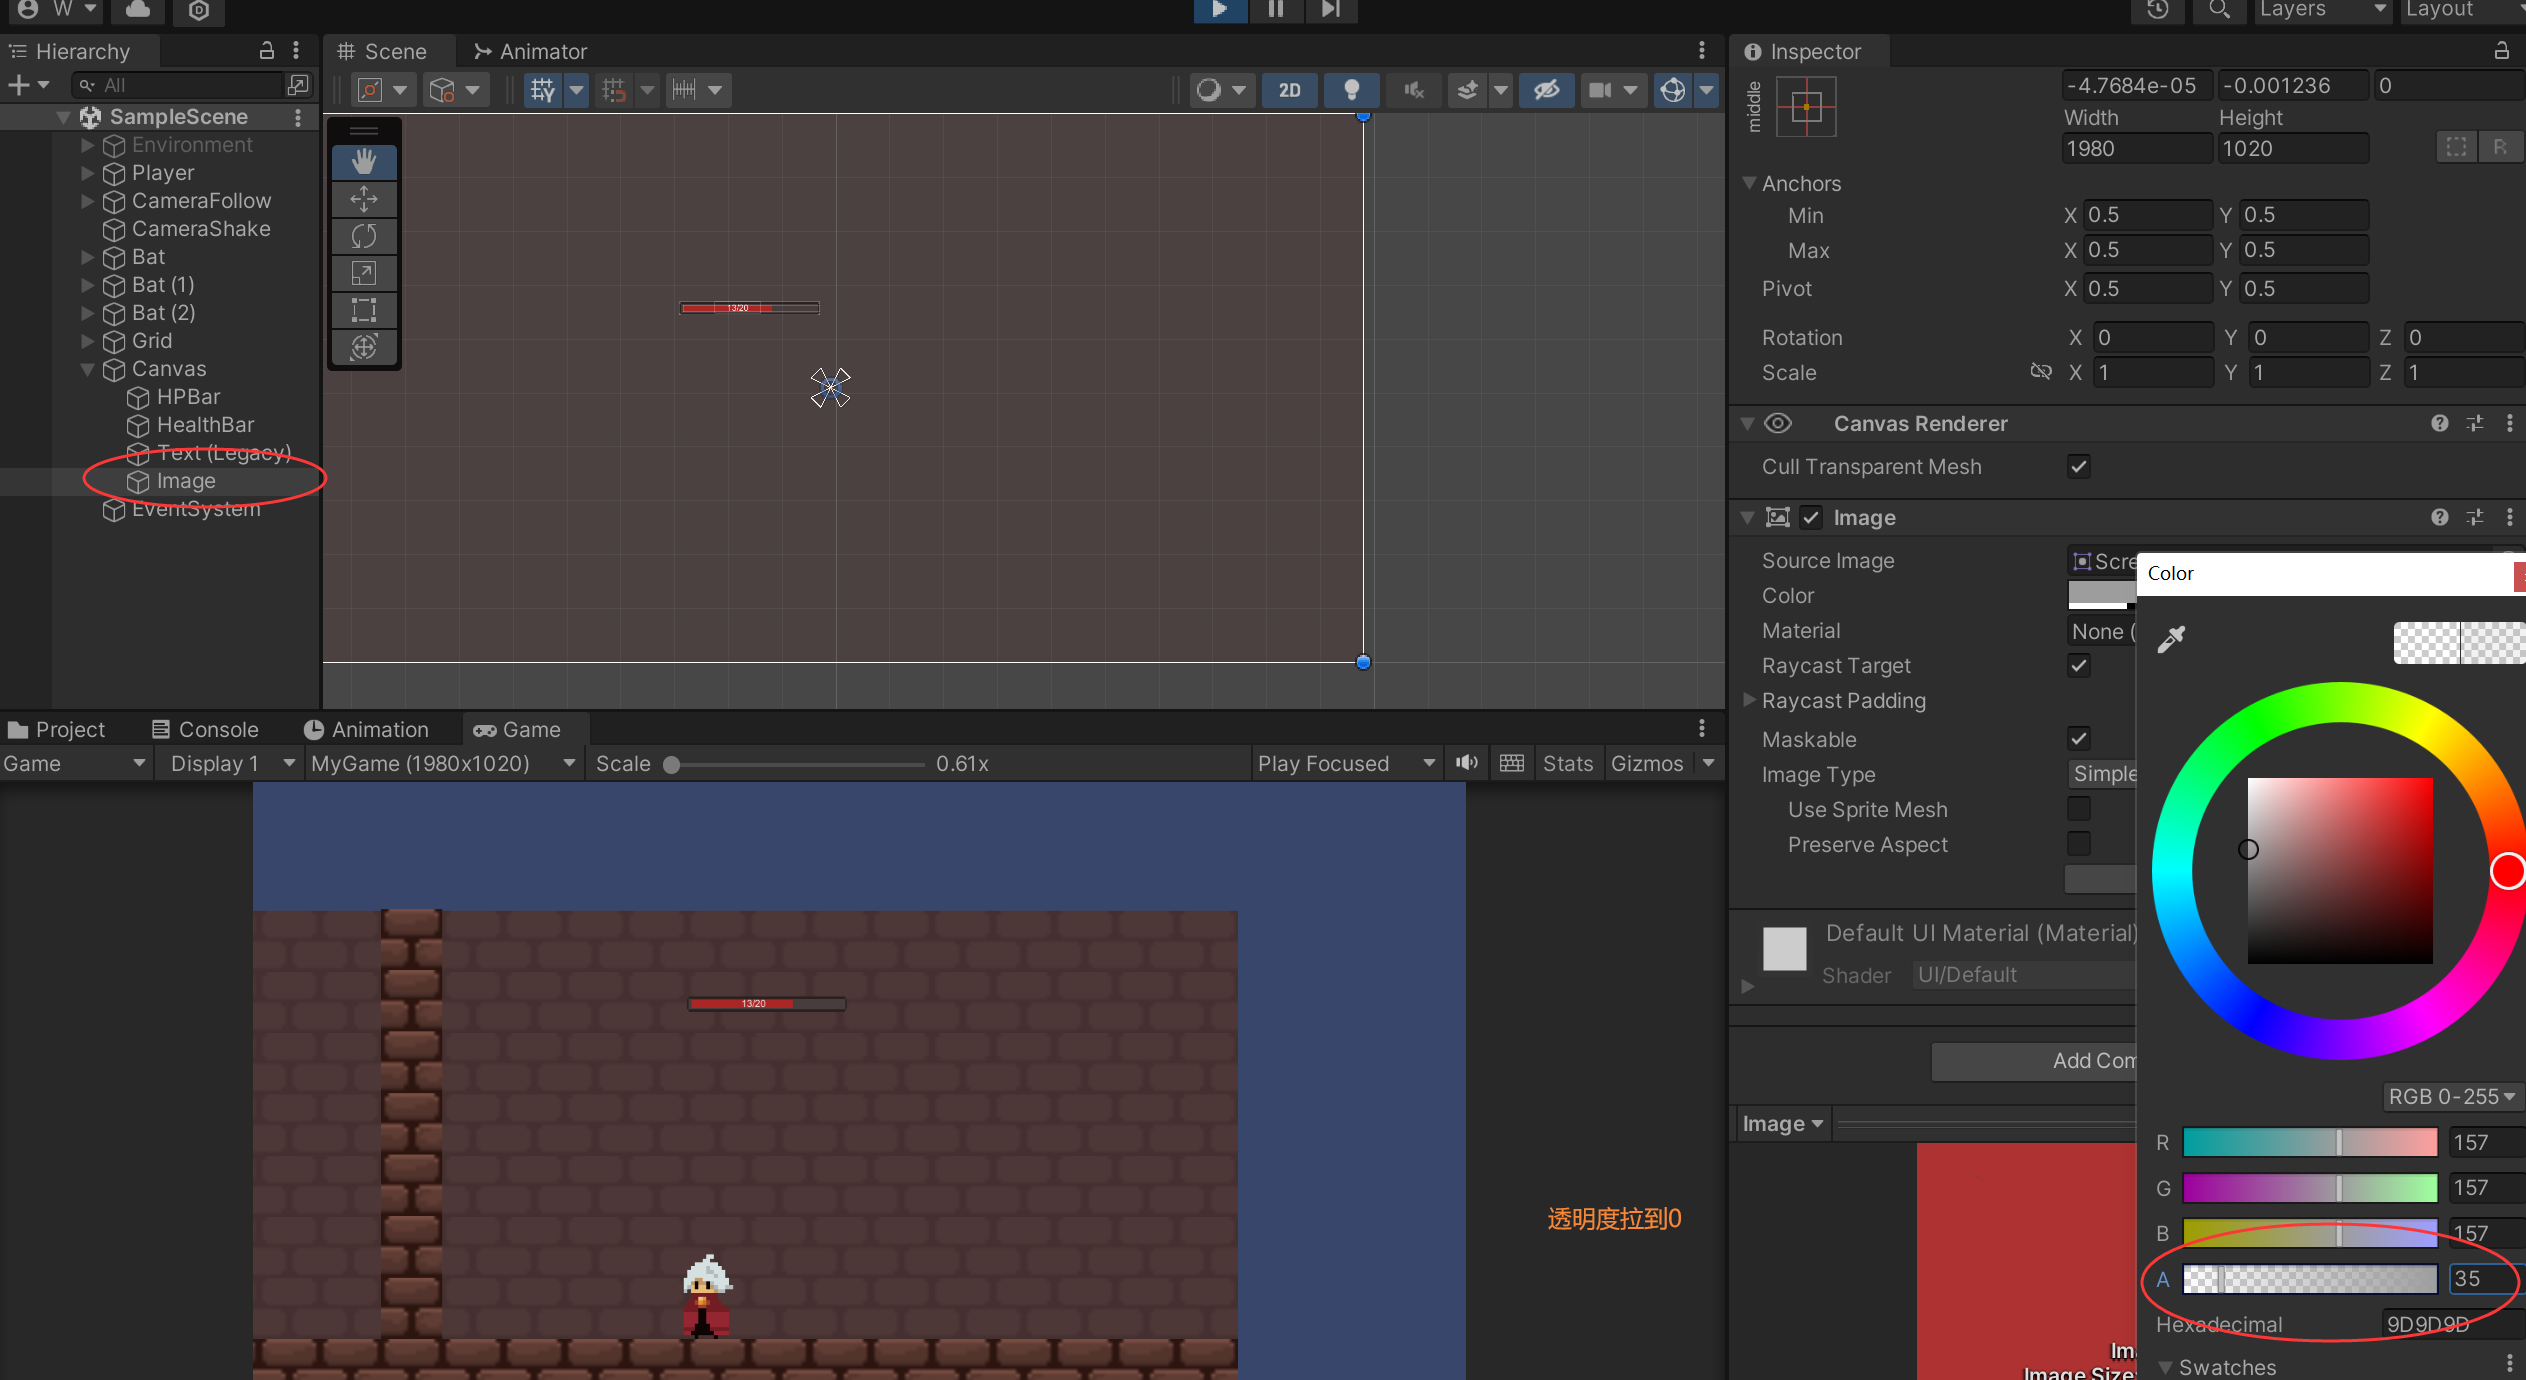 W
Layers
Layout
Hierarchy
All
SampleScene
Environment
Player
CameraFollow
CameraShake
Bat
Bat (1)
Bat (2)
Grid
Canvas
HPBar
HealthBar
Text (Legacy)
Image
EventSystem
Scene
Animator
2D
13/20
Project
Console
Animation
Game
Game
Display 1
MyGame (1980x1020)
Scale
0.61x
Play Focused
Stats
Gizmos
13/20
透明度拉到0
Inspector
middle
-4.7684e-05
-0.001236
0
Width
Height
1980
1020
R
Anchors
Min
X 0.5
Y 0.5
Max
X 0.5
Y 0.5
Pivot
X 0.5
Y 0.5
Rotation
X 0
Y 0
Z 0
Scale
X 1
Y 1
Z 1
Canvas Renderer
Cull Transparent Mesh
Image
Source Image
Scre
Color
Material
None (
Raycast Target
Raycast Padding
Maskable
Image Type
Simple
Use Sprite Mesh
Preserve Aspect
Default UI Material (Material)
Shader
UI/Default
Add Com
Image
Im
Image Size:
Color
RGB 0-255
R
157
G
157
B
157
A
35
Hexadecimal
9D9D9D
Swatches